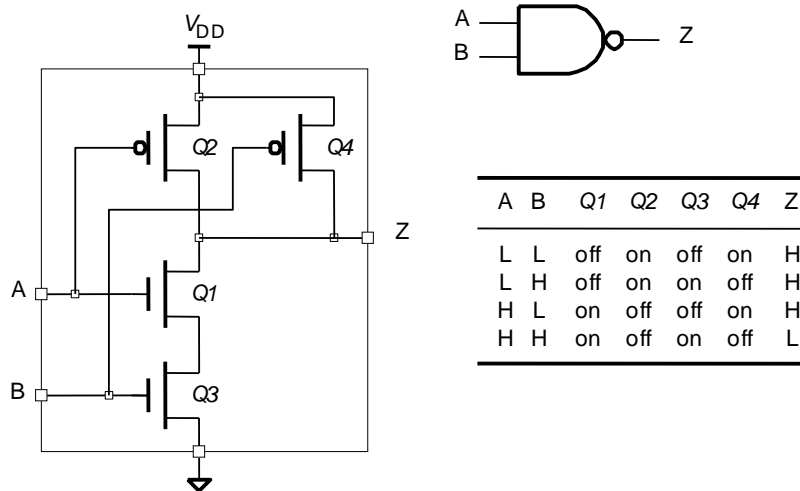 V_DD
Q2
Q4
Z
A
Q1
B
Q3
A
B
Z
A B Q1 Q2 Q3 Q4 Z
L L off on off on H
L H off on on off H
H L on off off on H
H H on off on off L